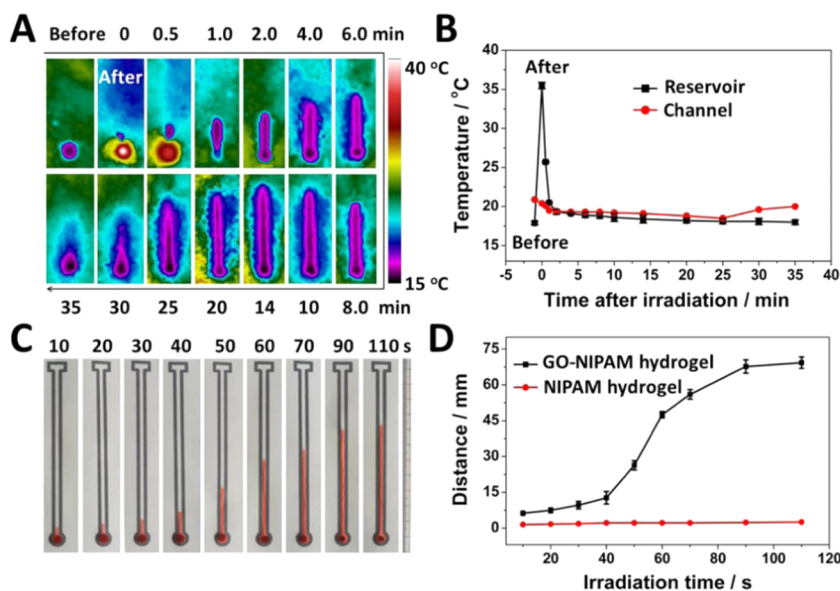 A
Before 0 0.5 1.0 2.0 4.0 6.0 min
After
40 °C
15 °C
35 30 25 20 14 10 8.0 min
B
40
35
30
25
20
15
Temperature / °C
After
Before
Reservoir
Channel
-5 0 5 10 15 20 25 30 35 40
Time after irradiation / min
C
10 20 30 40 50 60 70 90 110 s
D
75
60
45
30
15
0
Distance / mm
GO-NIPAM hydrogel
NIPAM hydrogel
20 40 60 80 100 120
Irradiation time / s